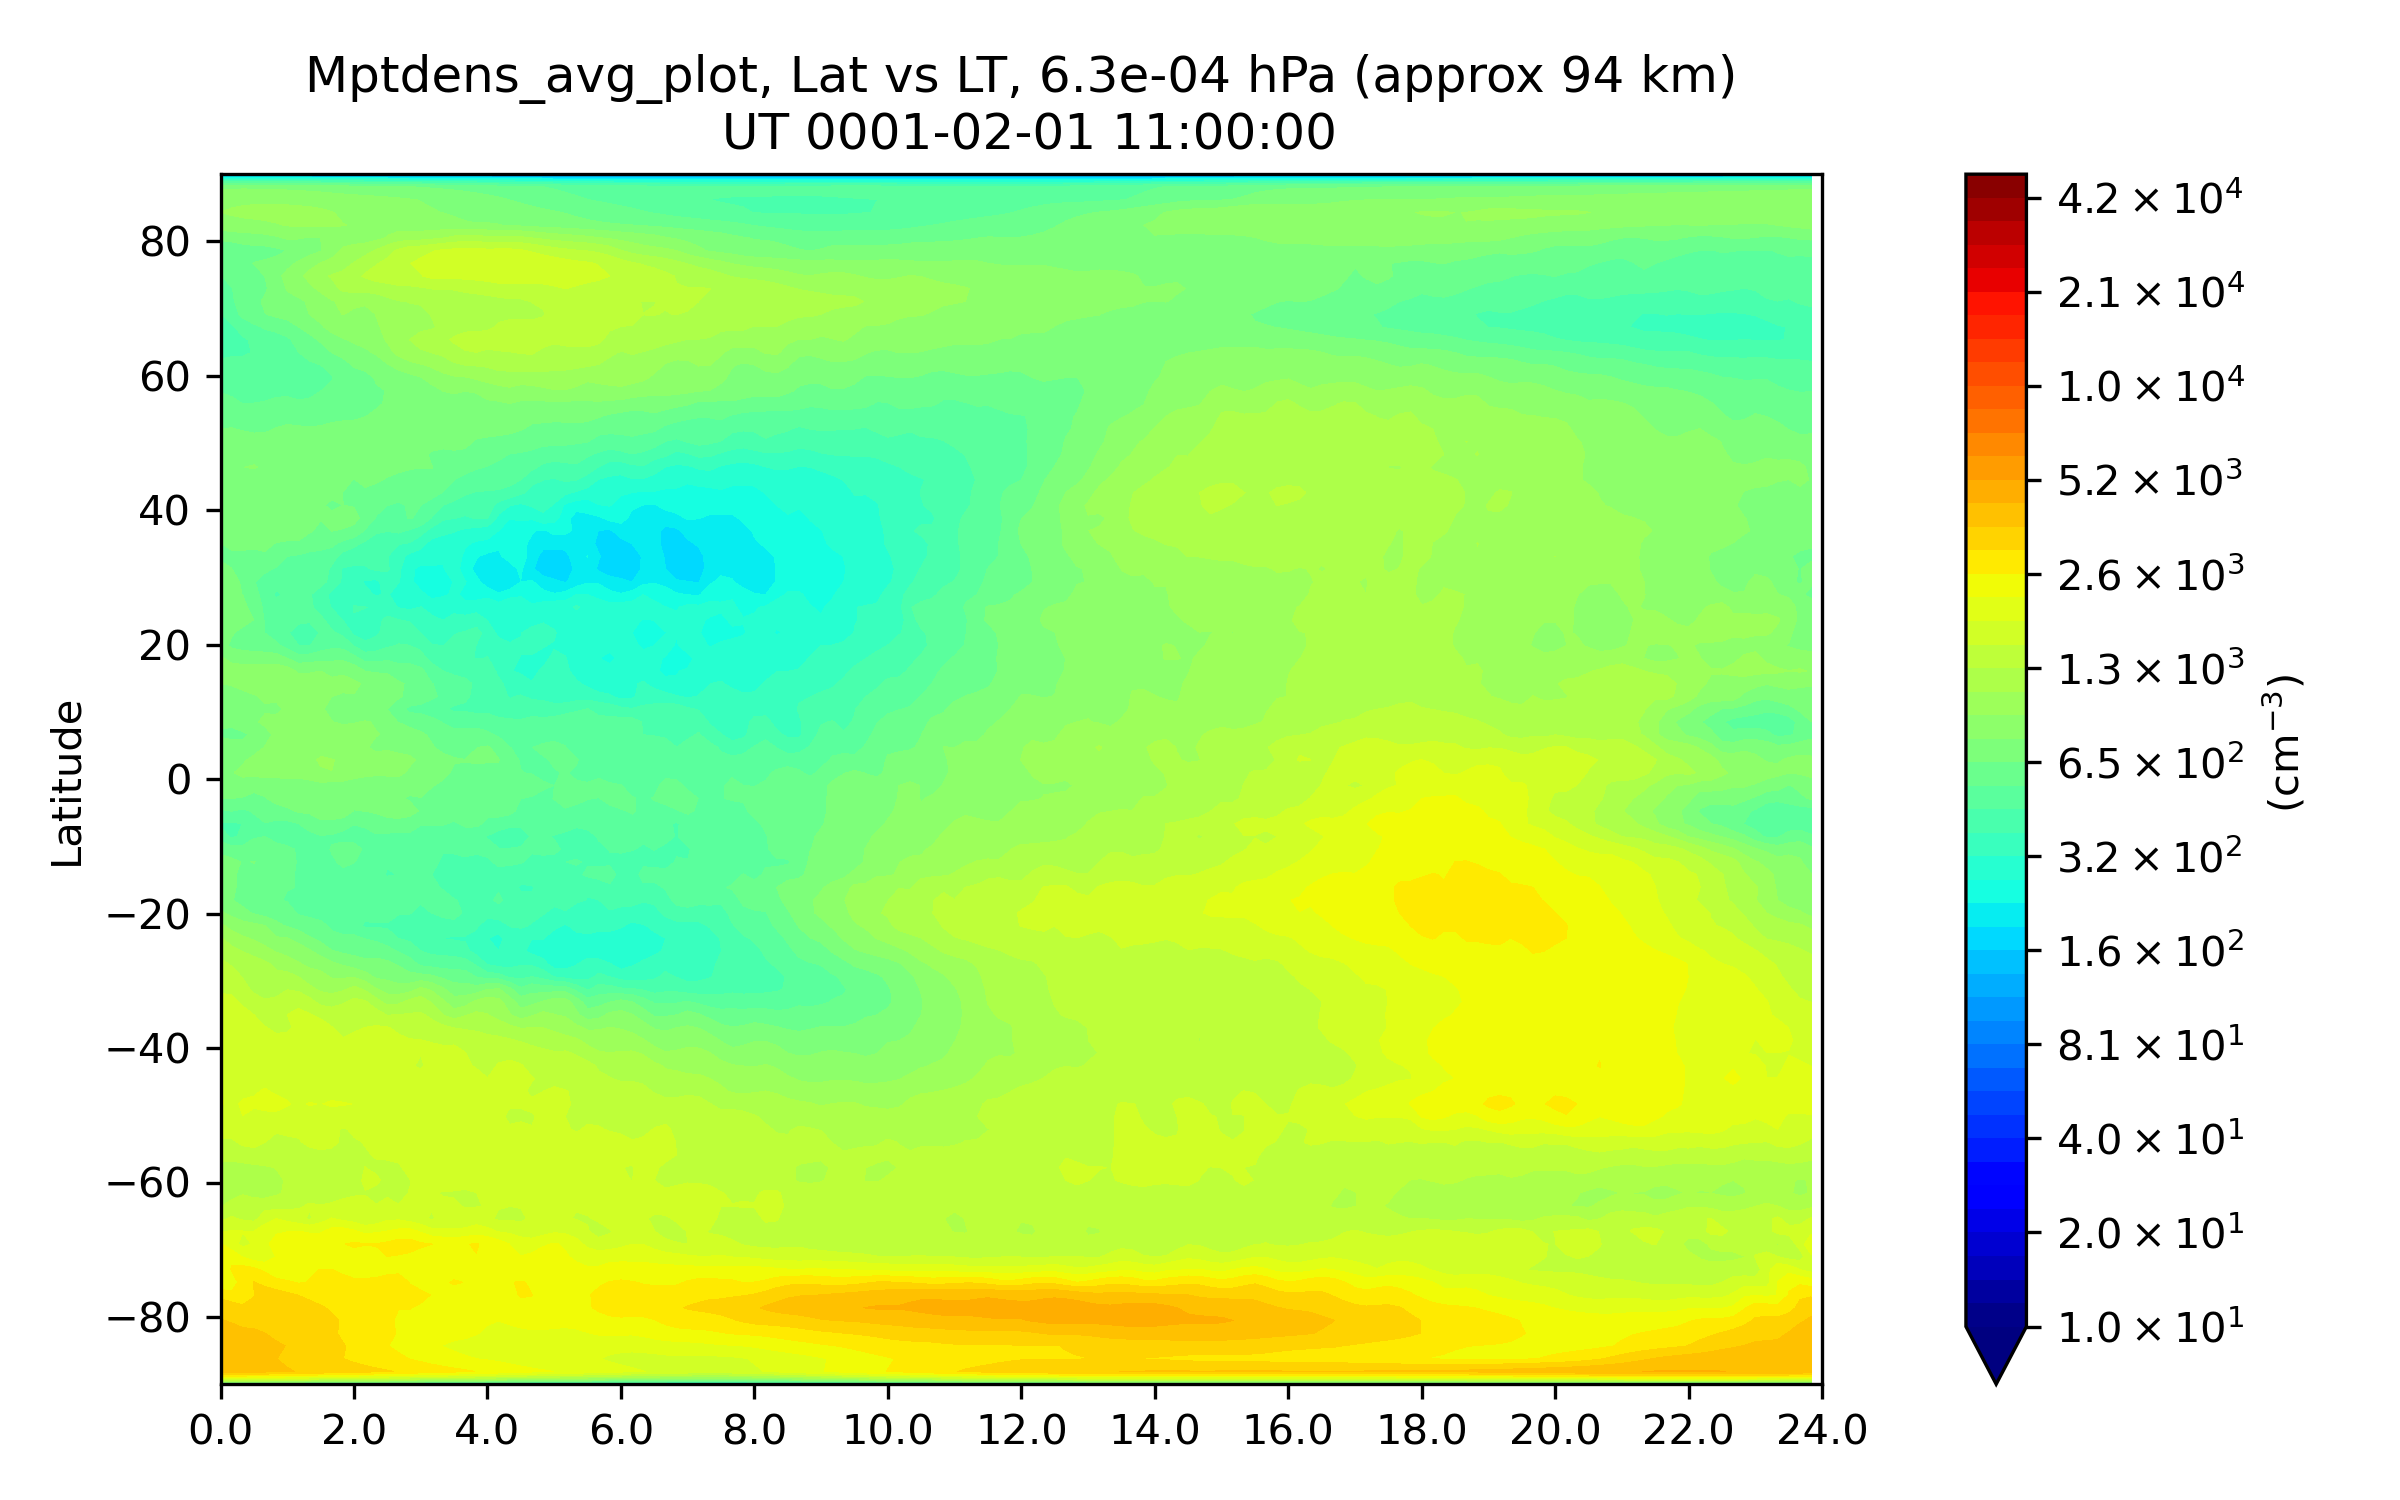 Mptdens_avg_plot, Lat vs LT, 6.3e-04 hPa (approx 94 km)
UT 0001-02-01 11:00:00
Latitude
80
60
40
20
0
−20
−40
−60
−80
0.0 2.0 4.0 6.0 8.0 10.0 12.0 14.0 16.0 18.0 20.0 22.0 24.0
4.2 × 10⁴
2.1 × 10⁴
1.0 × 10⁴
5.2 × 10³
2.6 × 10³
1.3 × 10³
6.5 × 10²
3.2 × 10²
1.6 × 10²
8.1 × 10¹
4.0 × 10¹
2.0 × 10¹
1.0 × 10¹
(cm⁻³)